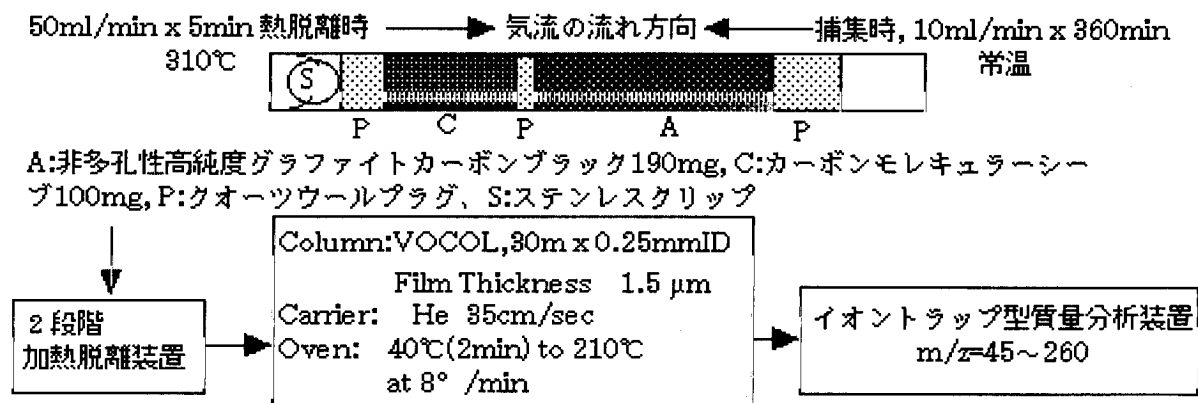 50ml/min x 5min 熱脱離時 気流の流れ方向 捕集時, 10ml/min x 360min
310℃ 常温
S
P C P A P
A:非多孔性高純度グラファイトカーボンブラック190mg, C:カーボンモレキュラーシー
ブ100mg, P:クオーツウールプラグ、S:ステンレスクリップ
2段階
加熱脱離装置
Column:VOCOL,30m x 0.25mmID
Film Thickness 1.5 μm
Carrier: He 35cm/sec
Oven: 40℃(2min) to 210℃
at 8° /min
イオントラップ型質量分析装置
m/z=45～260